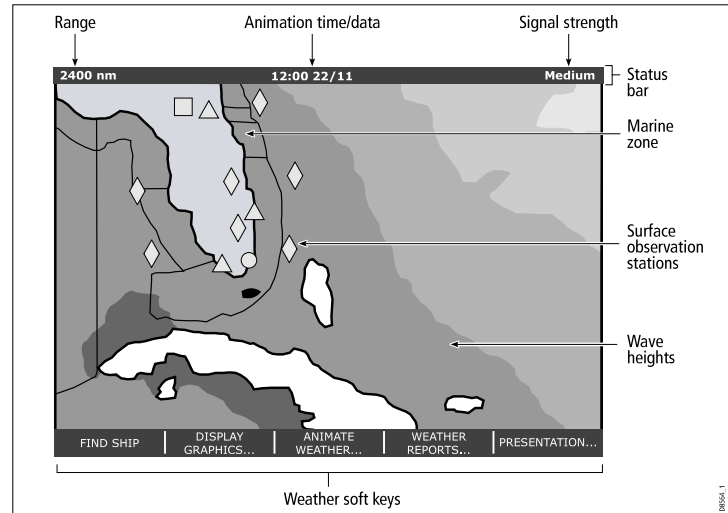 Range
Animation time/data
Signal strength
2400 nm
12:00 22/11
Medium
Status
bar
Marine
zone
Surface
observation
stations
Wave
heights
FIND SHIP
DISPLAY
GRAPHICS...
ANIMATE
WEATHER...
WEATHER
REPORTS...
PRESENTATION...
Weather soft keys
D8564_1